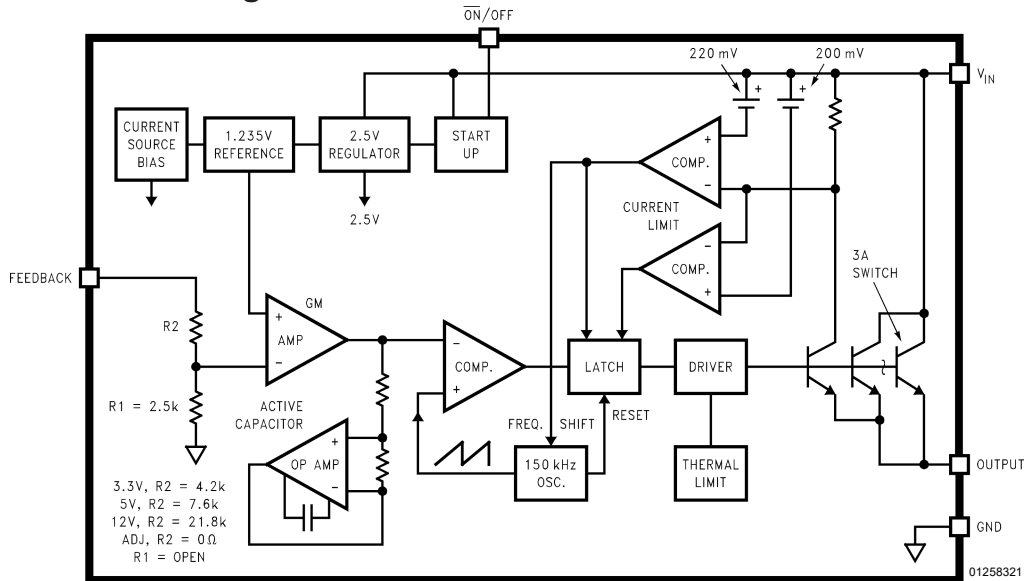 ON/OFF
220 mV
200 mV
VIN
CURRENT
SOURCE
BIAS
1.235V
REFERENCE
2.5V
REGULATOR
START
UP
+
+
+
COMP.
−
2.5V
CURRENT
LIMIT
−
COMP.
+
3A
SWITCH
FEEDBACK
R2
GM
+
AMP
−
−
COMP.
+
LATCH
DRIVER
R1 = 2.5k
ACTIVE
CAPACITOR
FREQ. SHIFT
RESET
+
OP AMP
−
150 kHz
OSC.
THERMAL
LIMIT
OUTPUT
3.3V, R2 = 4.2k
5V, R2 = 7.6k
12V, R2 = 21.8k
ADJ, R2 = 0Ω
R1 = OPEN
GND
01258321